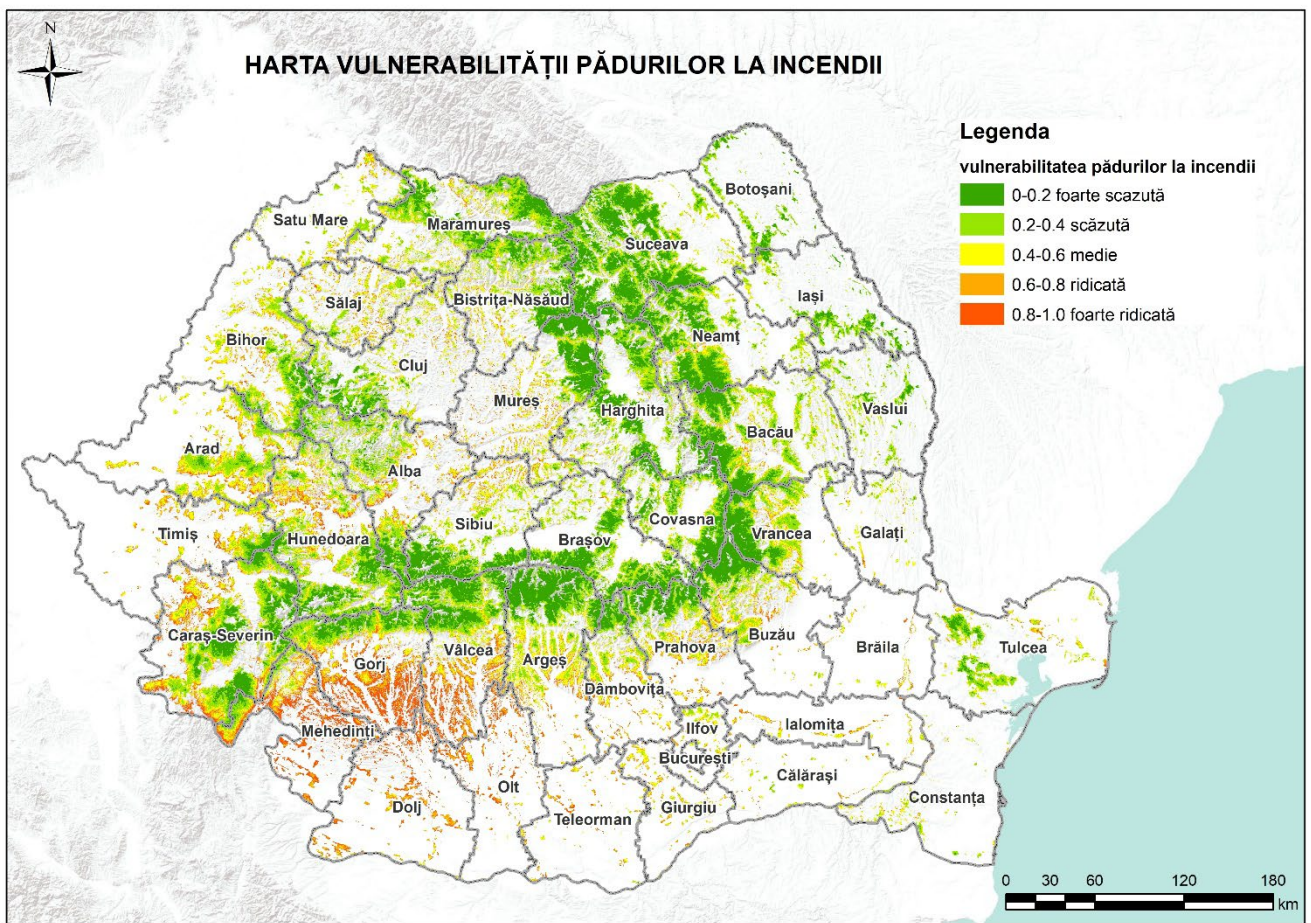 N
HARTA VULNERABILITĂȚII PĂDURILOR LA INCENDII
Legenda
vulnerabilitatea pădurilor la incendii
0-0.2 foarte scazută
0.2-0.4 scăzută
0.4-0.6 medie
0.6-0.8 ridicată
0.8-1.0 foarte ridicată
Botoșani
Satu Mare
Maramureș
Suceava
Sălaj
Bistrița-Năsăud
Iași
Bihor
Neamț
Cluj
Mureș
Harghita
Vaslui
Bacău
Arad
Alba
Timiș
Hunedoara
Sibiu
Brașov
Covasna
Vrancea
Galați
Caraș-Severin
Gorj
Vâlcea
Argeș
Prahova
Buzău
Brăila
Tulcea
Dâmbovița
Mehedinți
Ilfov
Ialomița
București
Călărași
Dolj
Olt
Teleorman
Giurgiu
Constanța
0 30 60 120 180
km